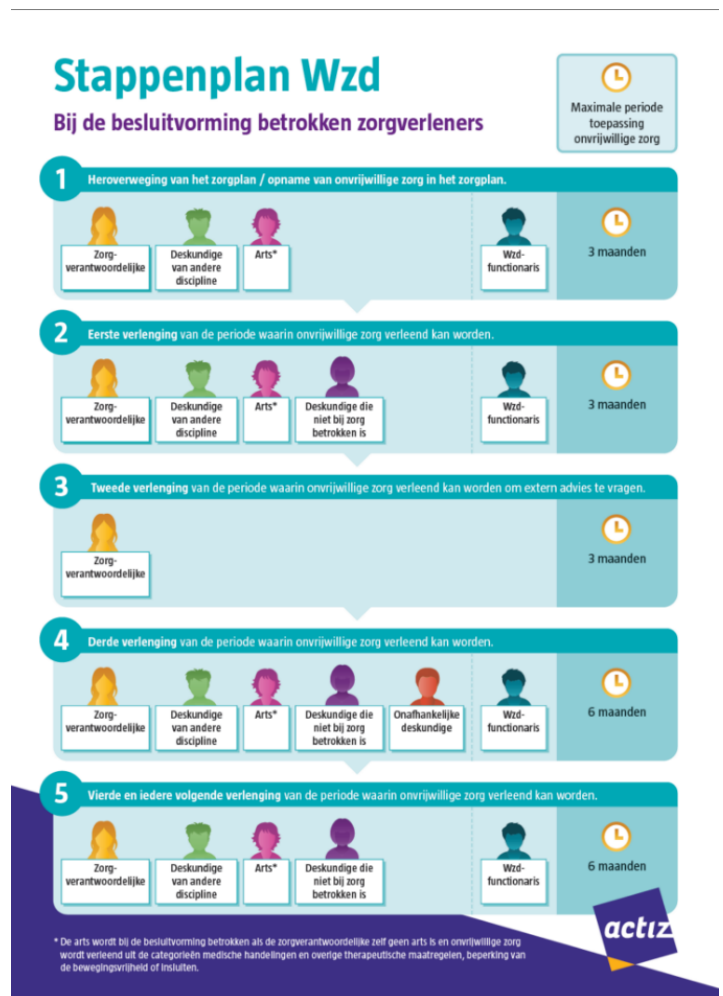 Stappenplan Wzd
Bij de besluitvorming betrokken zorgverleners
Maximale periode
toepassing
onvrijwillige zorg
1 Heroverweging van het zorgplan / opname van onvrijwillige zorg in het zorgplan.
Zorg-
verantwoordelijke
Deskundige
van andere
discipline
Arts*
Wzd-
functionaris
3 maanden
2 Eerste verlenging van de periode waarin onvrijwillige zorg verleend kan worden.
Zorg-
verantwoordelijke
Deskundige
van andere
discipline
Arts*
Deskundige die
niet bij zorg
betrokken is
Wzd-
functionaris
3 maanden
3 Tweede verlenging van de periode waarin onvrijwillige zorg verleend kan worden om extern advies te vragen.
Zorg-
verantwoordelijke
3 maanden
4 Derde verlenging van de periode waarin onvrijwillige zorg verleend kan worden.
Zorg-
verantwoordelijke
Deskundige
van andere
discipline
Arts*
Deskundige die
niet bij zorg
betrokken is
Onafhankelijke
deskundige
Wzd-
functionaris
6 maanden
5 Vierde en iedere volgende verlenging van de periode waarin onvrijwillige zorg verleend kan worden.
Zorg-
verantwoordelijke
Deskundige
van andere
discipline
Arts*
Deskundige die
niet bij zorg
betrokken is
Wzd-
functionaris
6 maanden
* De arts wordt bij de besluitvorming betrokken als de zorgverantwoordelijke zelf geen arts is en onvrijwillige zorg
wordt verleend uit de categorieën medische handelingen en overige therapeutische maatregelen, beperking van
de bewegingsvrijheid of insluiten.
actiz